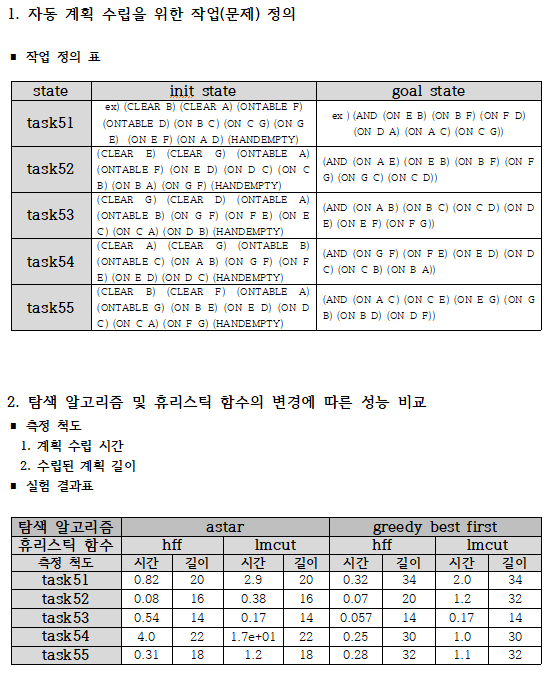 1. 자동 계획 수립을 위한 작업(문제) 정의
■ 작업 정의 표
state init state goal state
task51
ex) (CLEAR B) (CLEAR A) (ONTABLE F)
(ONTABLE D) (ON B C) (ON C G) (ON G
E) (ON E F) (ON A D) (HANDEMPTY)
ex ) (AND (ON E B) (ON B F) (ON F D)
(ON D A) (ON A C) (ON C G))
task52
(CLEAR E) (CLEAR G) (ONTABLE A)
(ONTABLE F) (ON E D) (ON D C) (ON C
B) (ON B A) (ON G F) (HANDEMPTY)
(AND (ON A E) (ON E B) (ON B F) (ON F
G) (ON G C) (ON C D))
task53
(CLEAR G) (CLEAR D) (ONTABLE A)
(ONTABLE B) (ON G F) (ON F E) (ON E
C) (ON C A) (ON D B) (HANDEMPTY)
(AND (ON A B) (ON B C) (ON C D) (ON D
E) (ON E F) (ON F G))
task54
(CLEAR A) (CLEAR G) (ONTABLE B)
(ONTABLE C) (ON A B) (ON G F) (ON F
E) (ON E D) (ON D C) (HANDEMPTY)
(AND (ON G F) (ON F E) (ON E D) (ON D
C) (ON C B) (ON B A))
task55
(CLEAR B) (CLEAR F) (ONTABLE A)
(ONTABLE G) (ON B E) (ON E D) (ON D
C) (ON C A) (ON F G) (HANDEMPTY)
(AND (ON A C) (ON C E) (ON E G) (ON G
B) (ON B D) (ON D F))
2. 탐색 알고리즘 및 휴리스틱 함수의 변경에 따른 성능 비교
■ 측정 척도
1. 계획 수립 시간
2. 수립된 계획 길이
■ 실험 결과표
탐색 알고리즘 astar greedy best first
휴리스틱 함수 hff lmcut hff lmcut
측정 척도 시간 길이 시간 길이 시간 길이 시간 길이
task51 0.82 20 2.9 20 0.32 34 2.0 34
task52 0.08 16 0.38 16 0.07 20 1.2 32
task53 0.54 14 0.17 14 0.057 14 0.17 14
task54 4.0 22 1.7e+01 22 0.25 30 1.0 30
task55 0.31 18 1.2 18 0.28 32 1.1 32